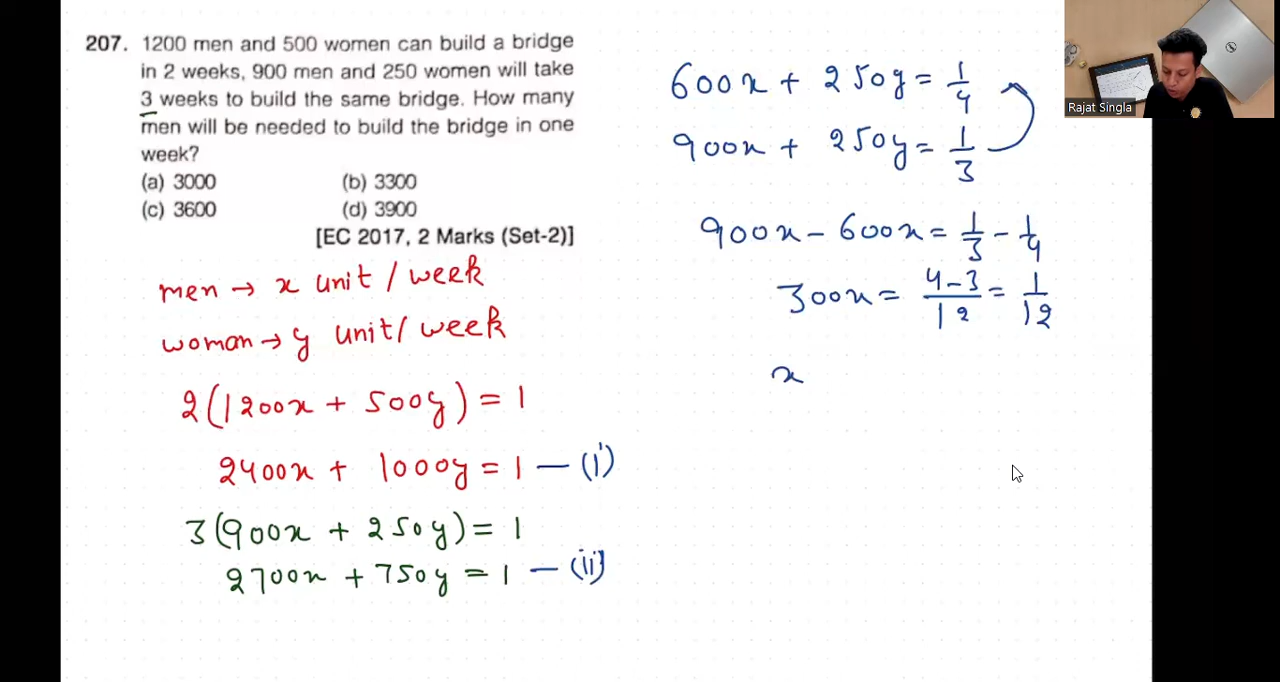 207. 1200 men and 500 women can build a bridge
in 2 weeks, 900 men and 250 women will take
3 weeks to build the same bridge. How many
men will be needed to build the bridge in one
week?
(a) 3000 (b) 3300
(c) 3600 (d) 3900
[EC 2017, 2 Marks (Set-2)]
men → x unit / week
woman → y unit / week
2(1200x + 500y) = 1
2400x + 1000y = 1 — (i)
3(900x + 250y) = 1
2700x + 750y = 1 — (ii)
600x + 250y = 1/4
900x + 250y = 1/3
900x - 600x = 1/3 - 1/4
300x = 4-3/12 = 1/12
x
Rajat Singla